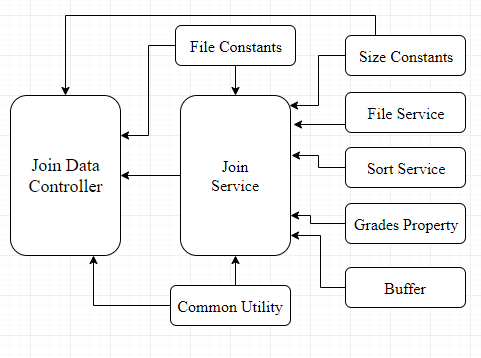 File Constants
Size Constants
File Service
Join Data
Controller
Join
Service
Sort Service
Grades Property
Buffer
Common Utility